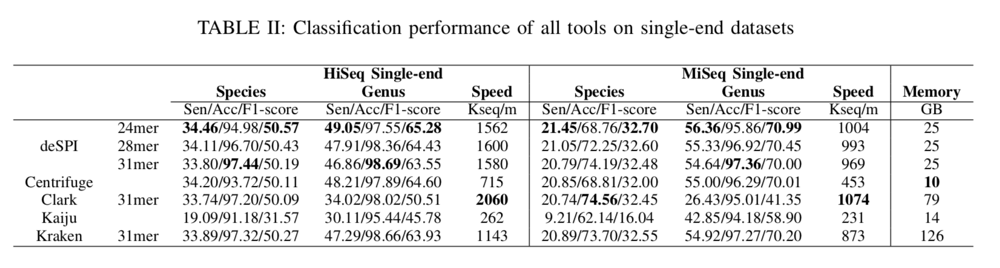 TABLE II: Classification performance of all tools on single-end datasets
HiSeq Single-end MiSeq Single-end
Species Genus Speed Species Genus Speed Memory
Sen/Acc/F1-score Sen/Acc/F1-score Kseq/m Sen/Acc/F1-score Sen/Acc/F1-score Kseq/m GB
24mer 34.46/94.98/50.57 49.05/97.55/65.28 1562 21.45/68.76/32.70 56.36/95.86/70.99 1004 25
deSPI 28mer 34.11/96.70/50.43 47.91/98.36/64.43 1600 21.05/72.25/32.60 55.33/96.92/70.45 993 25
31mer 33.80/97.44/50.19 46.86/98.69/63.55 1580 20.79/74.19/32.48 54.64/97.36/70.00 969 25
Centrifuge 34.20/93.72/50.11 48.21/97.89/64.60 715 20.85/68.81/32.00 55.00/96.29/70.01 453 10
Clark 31mer 33.74/97.20/50.09 34.02/98.02/50.51 2060 20.74/74.56/32.45 26.43/95.01/41.35 1074 79
Kaiju 19.09/91.18/31.57 30.11/95.44/45.78 262 9.21/62.14/16.04 42.85/94.18/58.90 231 14
Kraken 31mer 33.89/97.32/50.27 47.29/98.66/63.93 1143 20.89/73.70/32.55 54.92/97.27/70.20 873 126